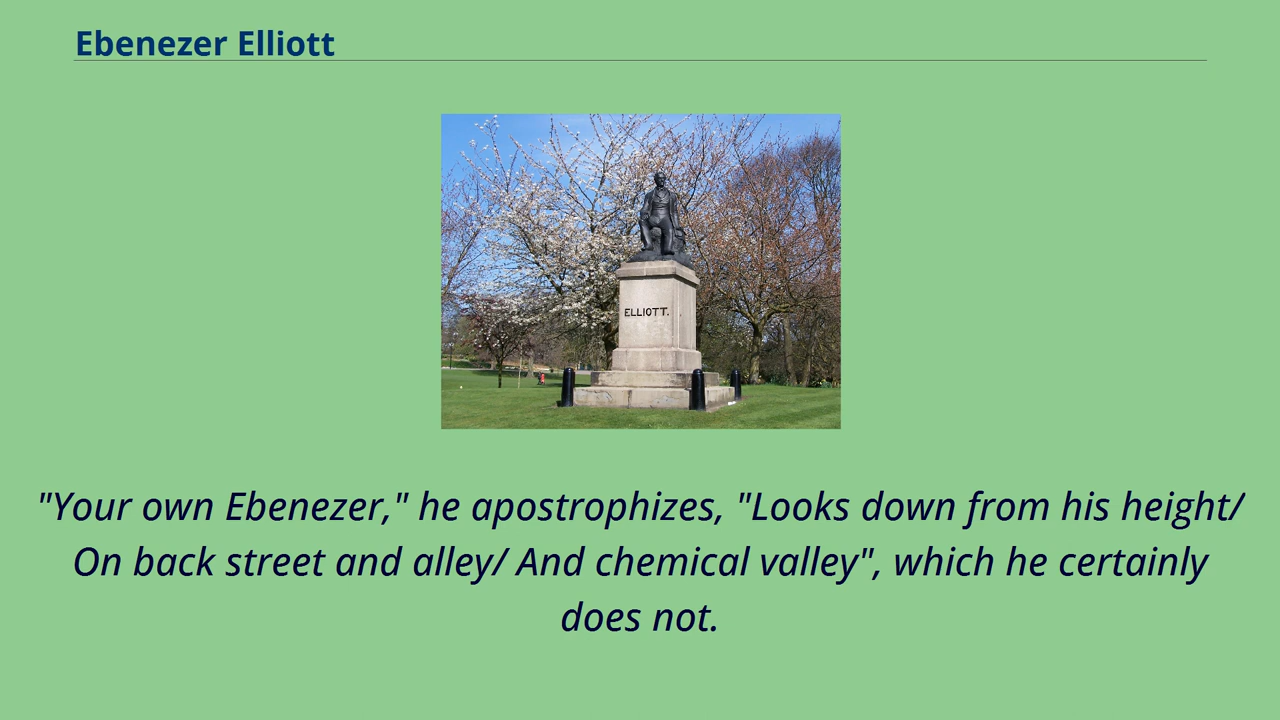 Ebenezer Elliott
ELLIOTT.
"Your own Ebenezer," he apostrophizes, "Looks down from his height/
On back street and alley/ And chemical valley", which he certainly
does not.